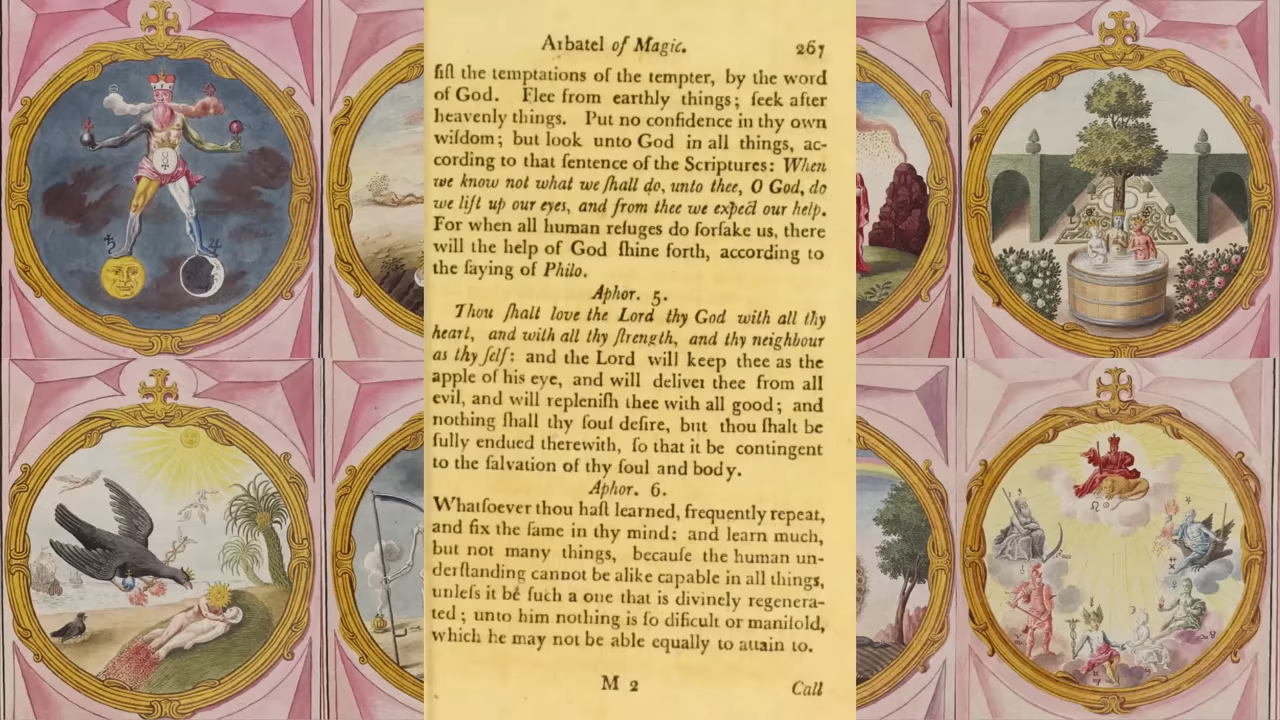 Arbatel of Magic. 267
ſiſt the temptations of the tempter, by the word
of God. Flee from earthly things; ſeek after
heavenly things. Put no confidence in thy own
wiſdom; but look unto God in all things, ac-
cording to that ſentence of the Scriptures: When
we know not what we ſhall do, unto thee, O God, do
we lift up our eyes, and from thee we expect our help.
For when all human refuges do forſake us, there
will the help of God ſhine forth, according to
the ſaying of Philo.
Aphor. 5.
Thou ſhalt love the Lord thy God with all thy
heart, and with all thy ſtrength, and thy neighbour
as thy ſelf: and the Lord will keep thee as the
apple of his eye, and will deliver thee from all
evil, and will repleniſh thee with all good; and
nothing ſhall thy ſoul deſire, but thou ſhalt be
fully endued therewith, ſo that it be contingent
to the ſalvation of thy ſoul and body.
Aphor. 6.
Whatſoever thou haſt learned, frequently repeat,
and fix the ſame in thy mind: and learn much,
but not many things, becauſe the human un-
derſtanding cannot be alike capable in all things,
unleſs it be ſuch a one that is divinely regenera-
ted; unto him nothing is ſo dificult or manifold,
which he may not be able equally to attain to.
M 2 Call